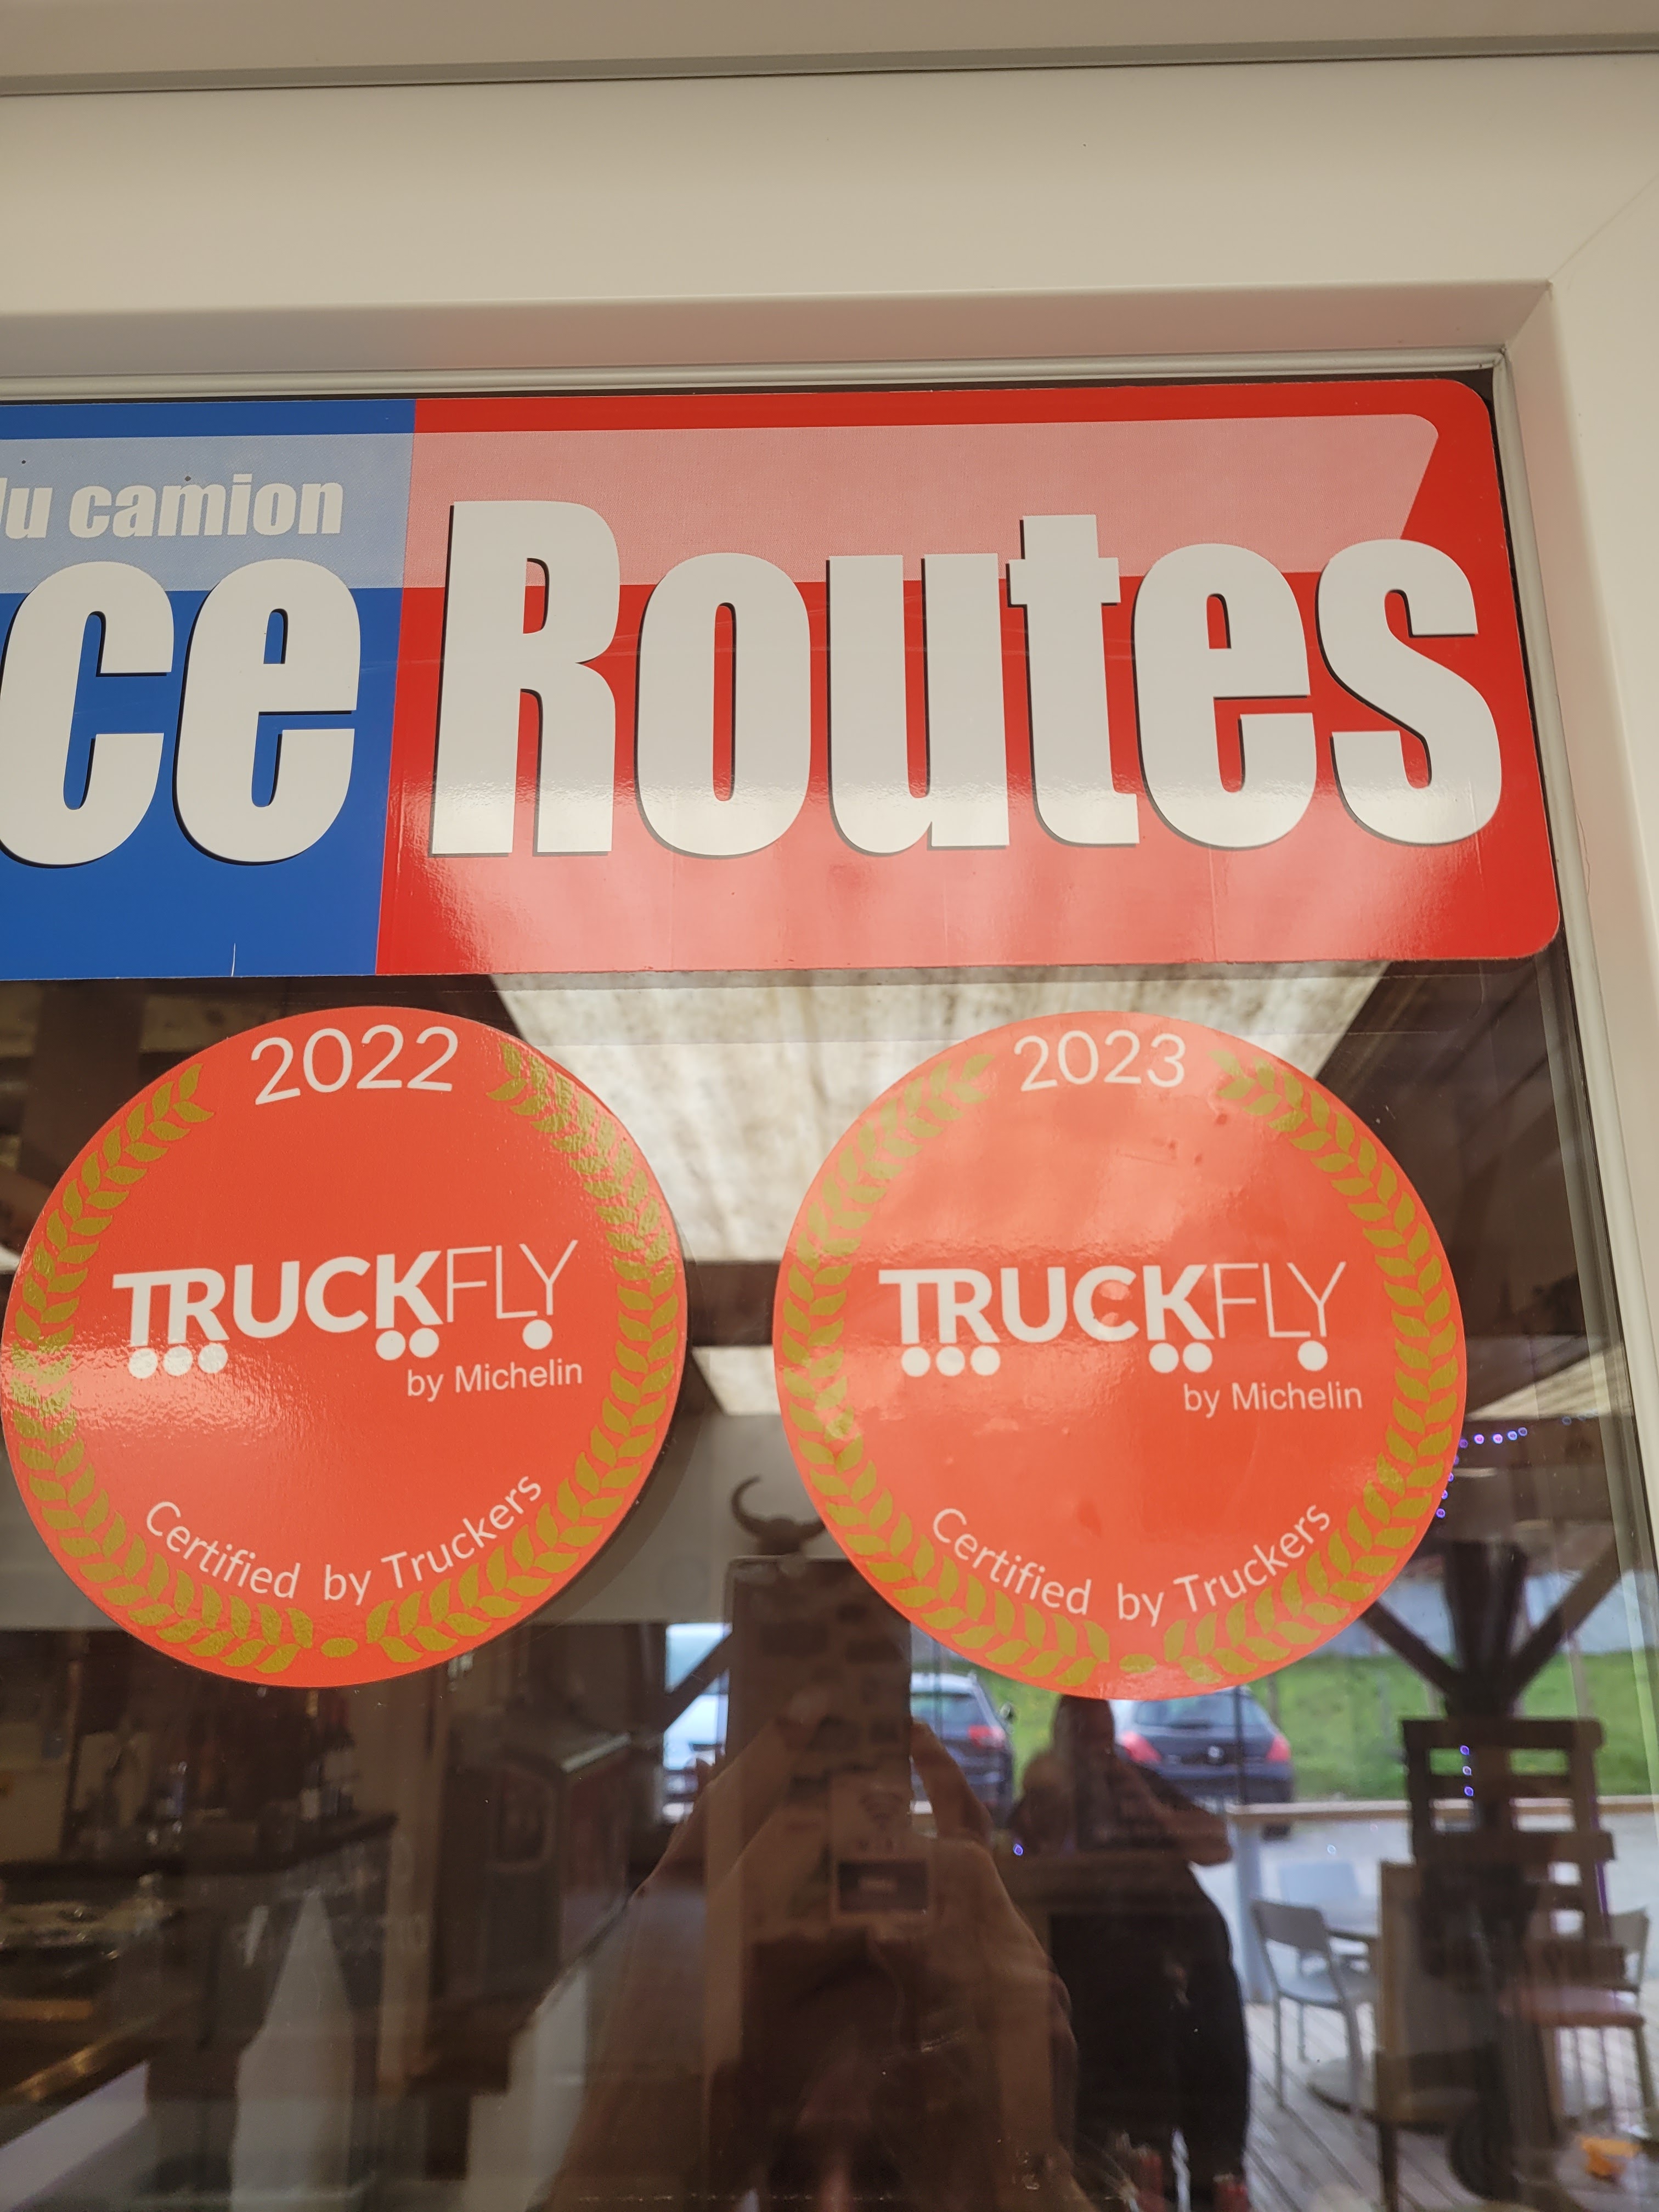 du camion
ce Routes
2022
TRUCKFLY
by Michelin
Certified by Truckers
2023
TRUCKFLY
by Michelin
Certified by Truckers